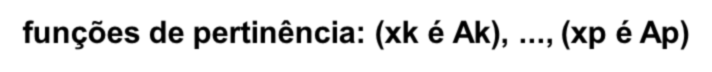 funções de pertinência: (xk é Ak), ..., (xp é Ap)